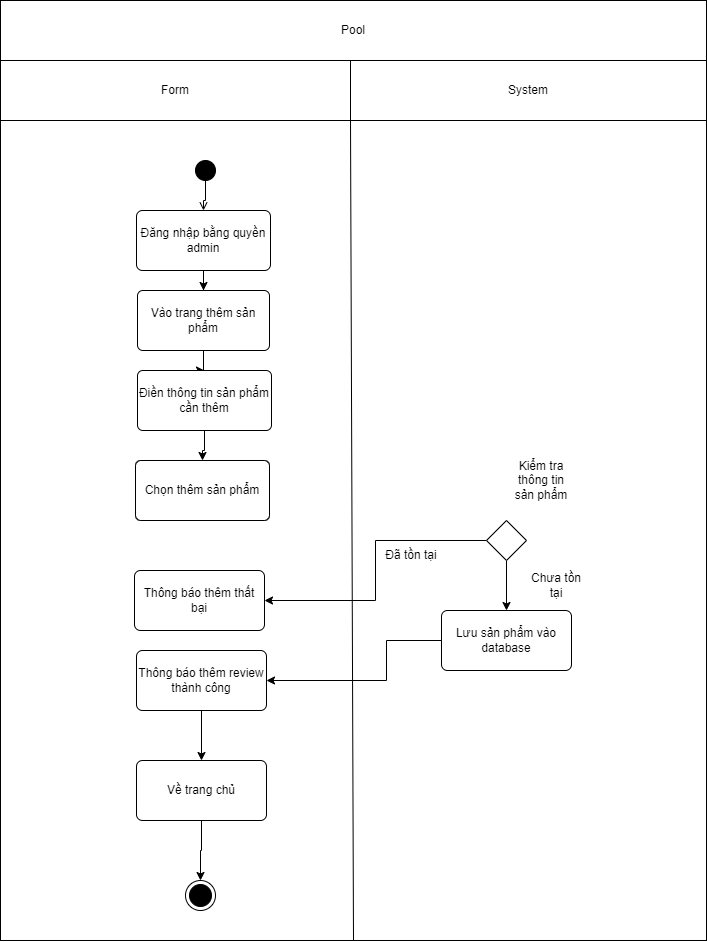 Pool
Form
System
Đăng nhập bằng quyền
admin
Vào trang thêm sản
phẩm
Điền thông tin sản phẩm
cần thêm
Chọn thêm sản phẩm
Kiểm tra
thông tin
sản phẩm
Đã tồn tại
Chưa tồn
tại
Thông báo thêm thất
bại
Lưu sản phẩm vào
database
Thông báo thêm review
thành công
Về trang chủ